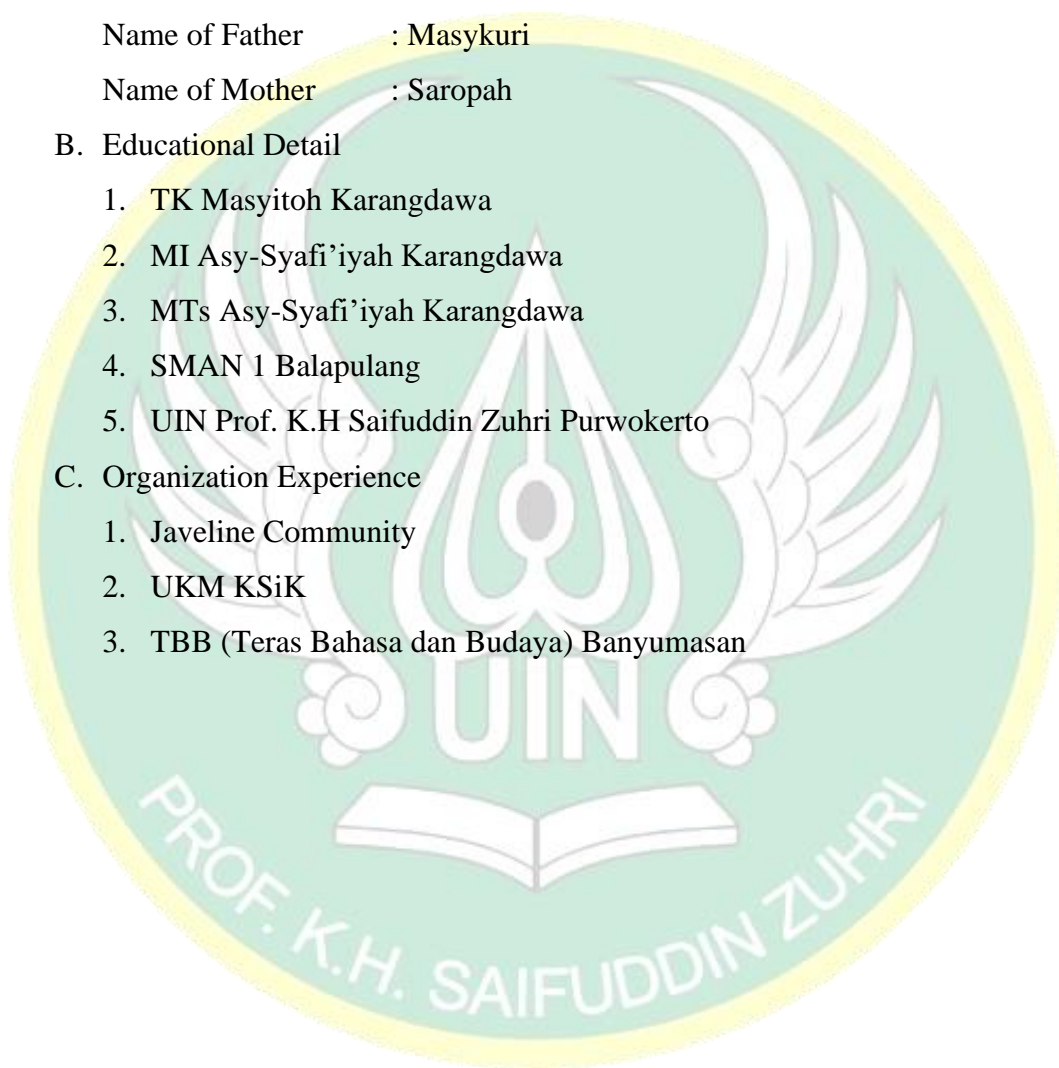 Name of Father : Masykuri
Name of Mother : Saropah
B. Educational Detail
1. TK Masyitoh Karangdawa
2. MI Asy-Syafi’iyah Karangdawa
3. MTs Asy-Syafi’iyah Karangdawa
4. SMAN 1 Balapulang
5. UIN Prof. K.H Saifuddin Zuhri Purwokerto
C. Organization Experience
1. Javeline Community
2. UKM KSiK
3. TBB (Teras Bahasa dan Budaya) Banyumasan
UIN
PROF. K.H. SAIFUDDIN ZUHRI